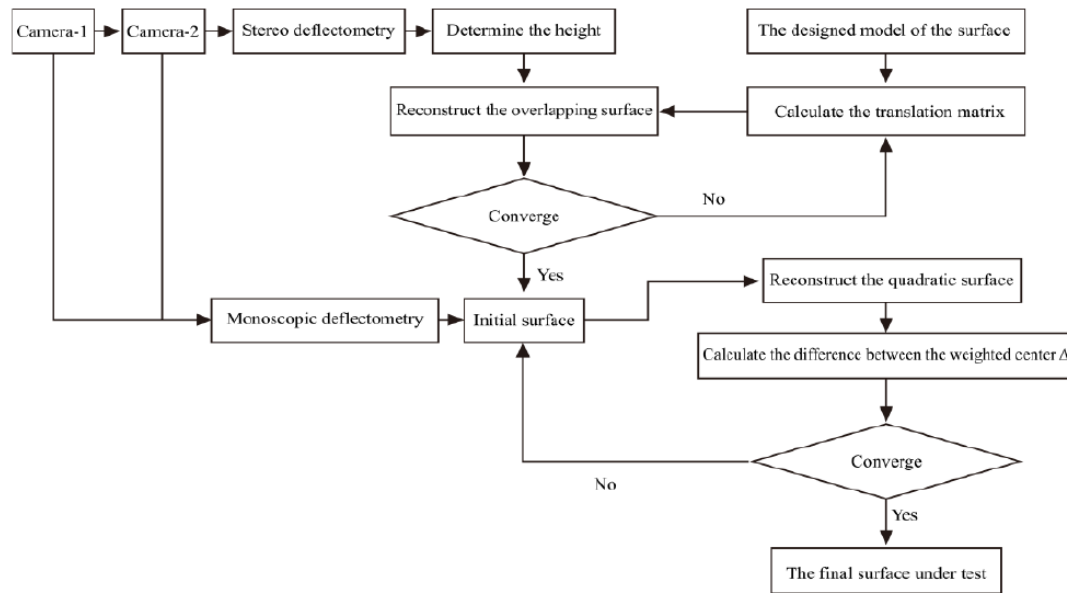 Camera-1
Camera-2
Stereo deflectometry
Determine the height
The designed model of the surface
Reconstruct the overlapping surface
Calculate the translation matrix
Converge
No
Yes
Reconstruct the quadratic surface
Monoscopic deflectometry
Initial surface
Calculate the difference between the weighted center Δ
Converge
No
Yes
The final surface under test